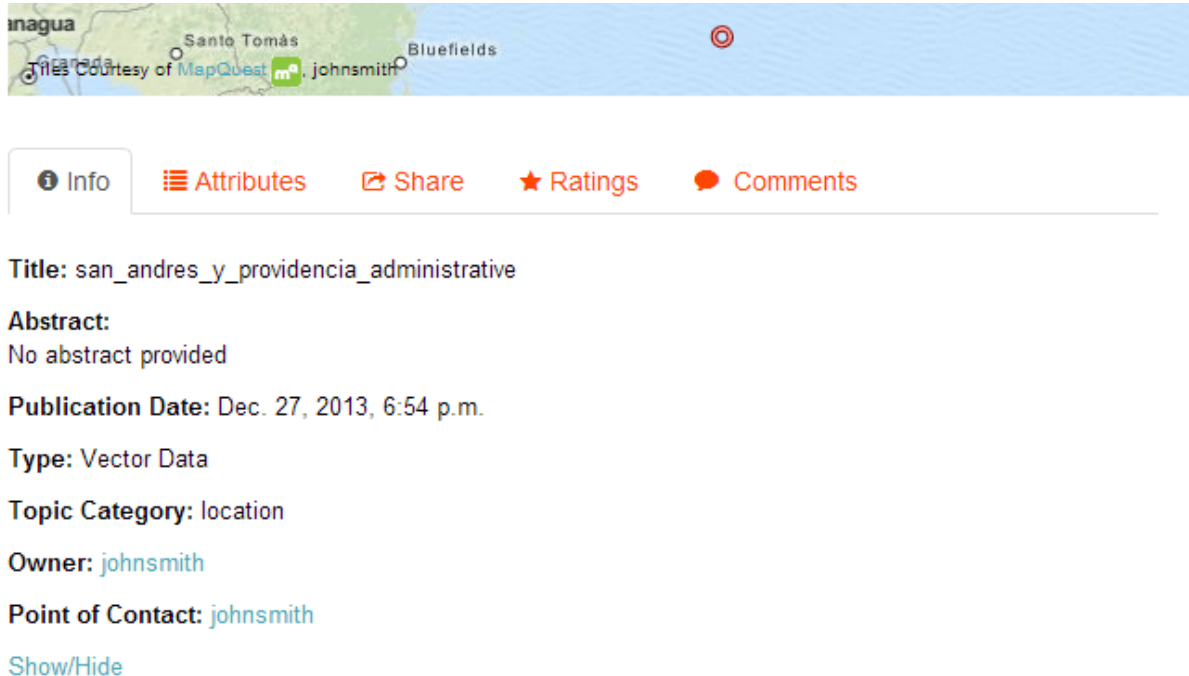 anagua
Santo Tomás
Bluefields
Granada
Tiles Courtesy of MapQuest mq, johnsmith
Info Attributes Share Ratings Comments
Title: san_andres_y_providencia_administrative
Abstract:
No abstract provided
Publication Date: Dec. 27, 2013, 6:54 p.m.
Type: Vector Data
Topic Category: location
Owner: johnsmith
Point of Contact: johnsmith
Show/Hide